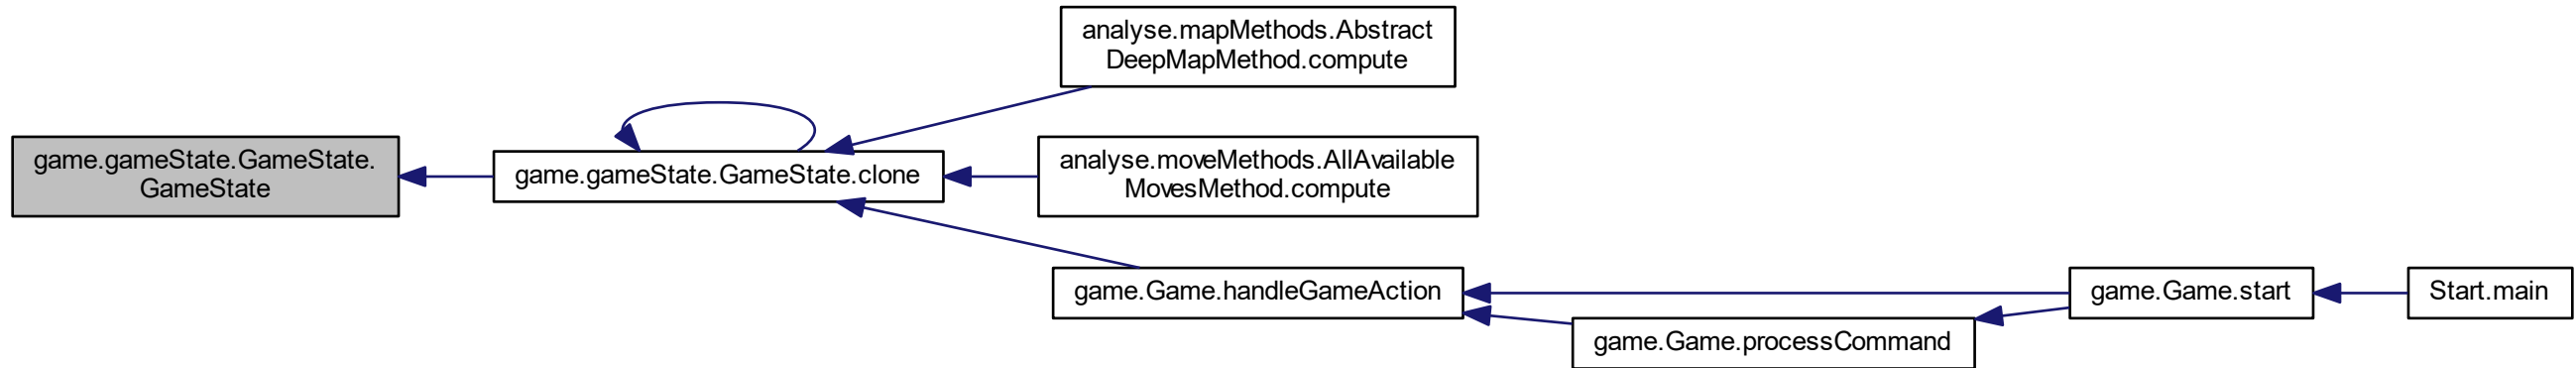 analyse.mapMethods.Abstract
DeepMapMethod.compute
game.gameState.GameState.
GameState
game.gameState.GameState.clone
analyse.moveMethods.AllAvailable
MovesMethod.compute
game.Game.handleGameAction
game.Game.start
Start.main
game.Game.processCommand